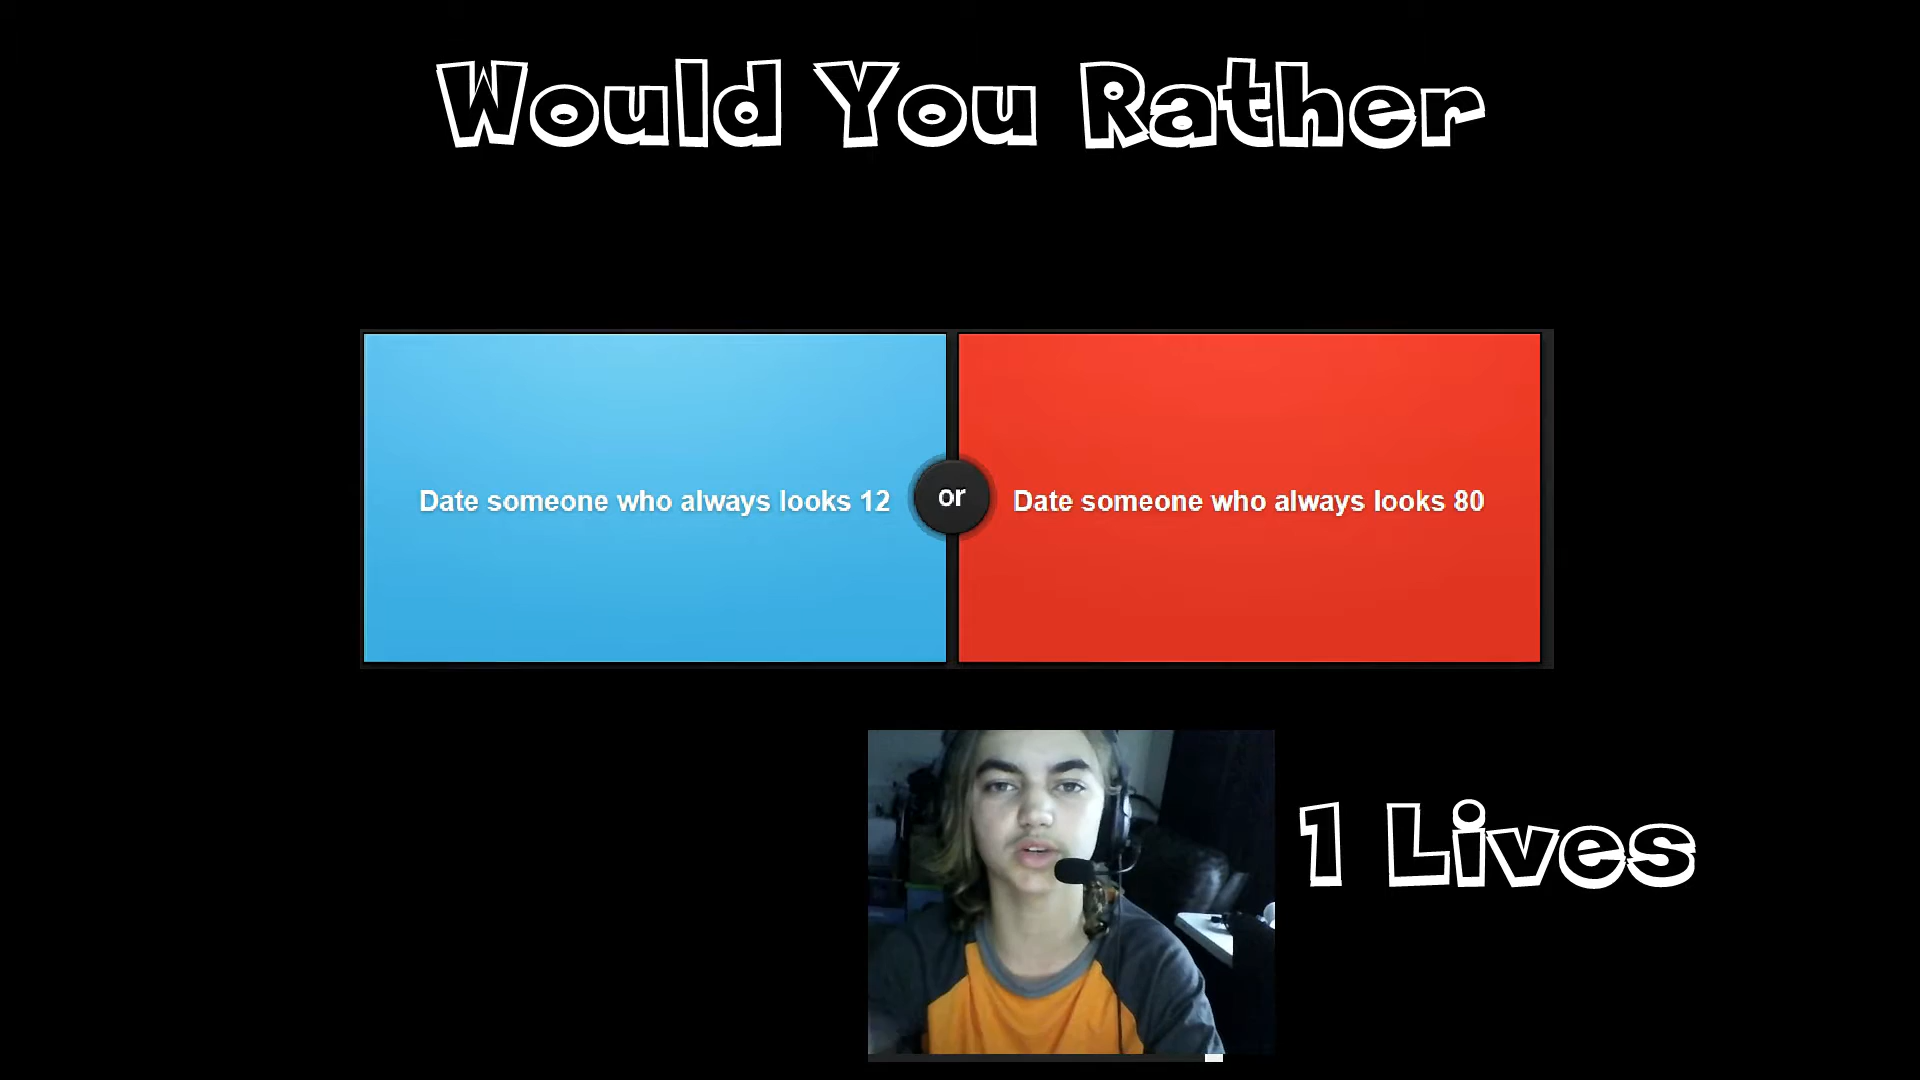 Would You Rather
Date someone who always looks 12
or
Date someone who always looks 80
1 Lives